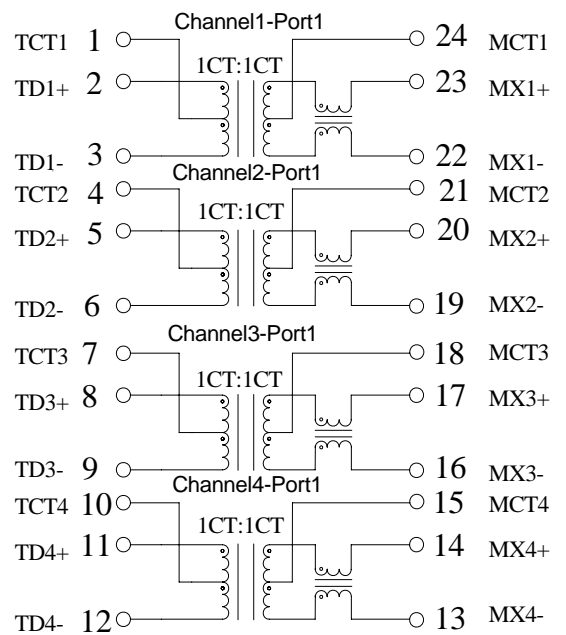 Channel1-Port1
TCT1 1 24 MCT1
1CT:1CT
TD1+ 2 23 MX1+
TD1- 3 22 MX1-
Channel2-Port1
TCT2 4 21 MCT2
1CT:1CT
TD2+ 5 20 MX2+
TD2- 6 19 MX2-
Channel3-Port1
TCT3 7 18 MCT3
1CT:1CT
TD3+ 8 17 MX3+
TD3- 9 16 MX3-
Channel4-Port1
TCT4 10 15 MCT4
1CT:1CT
TD4+ 11 14 MX4+
TD4- 12 13 MX4-